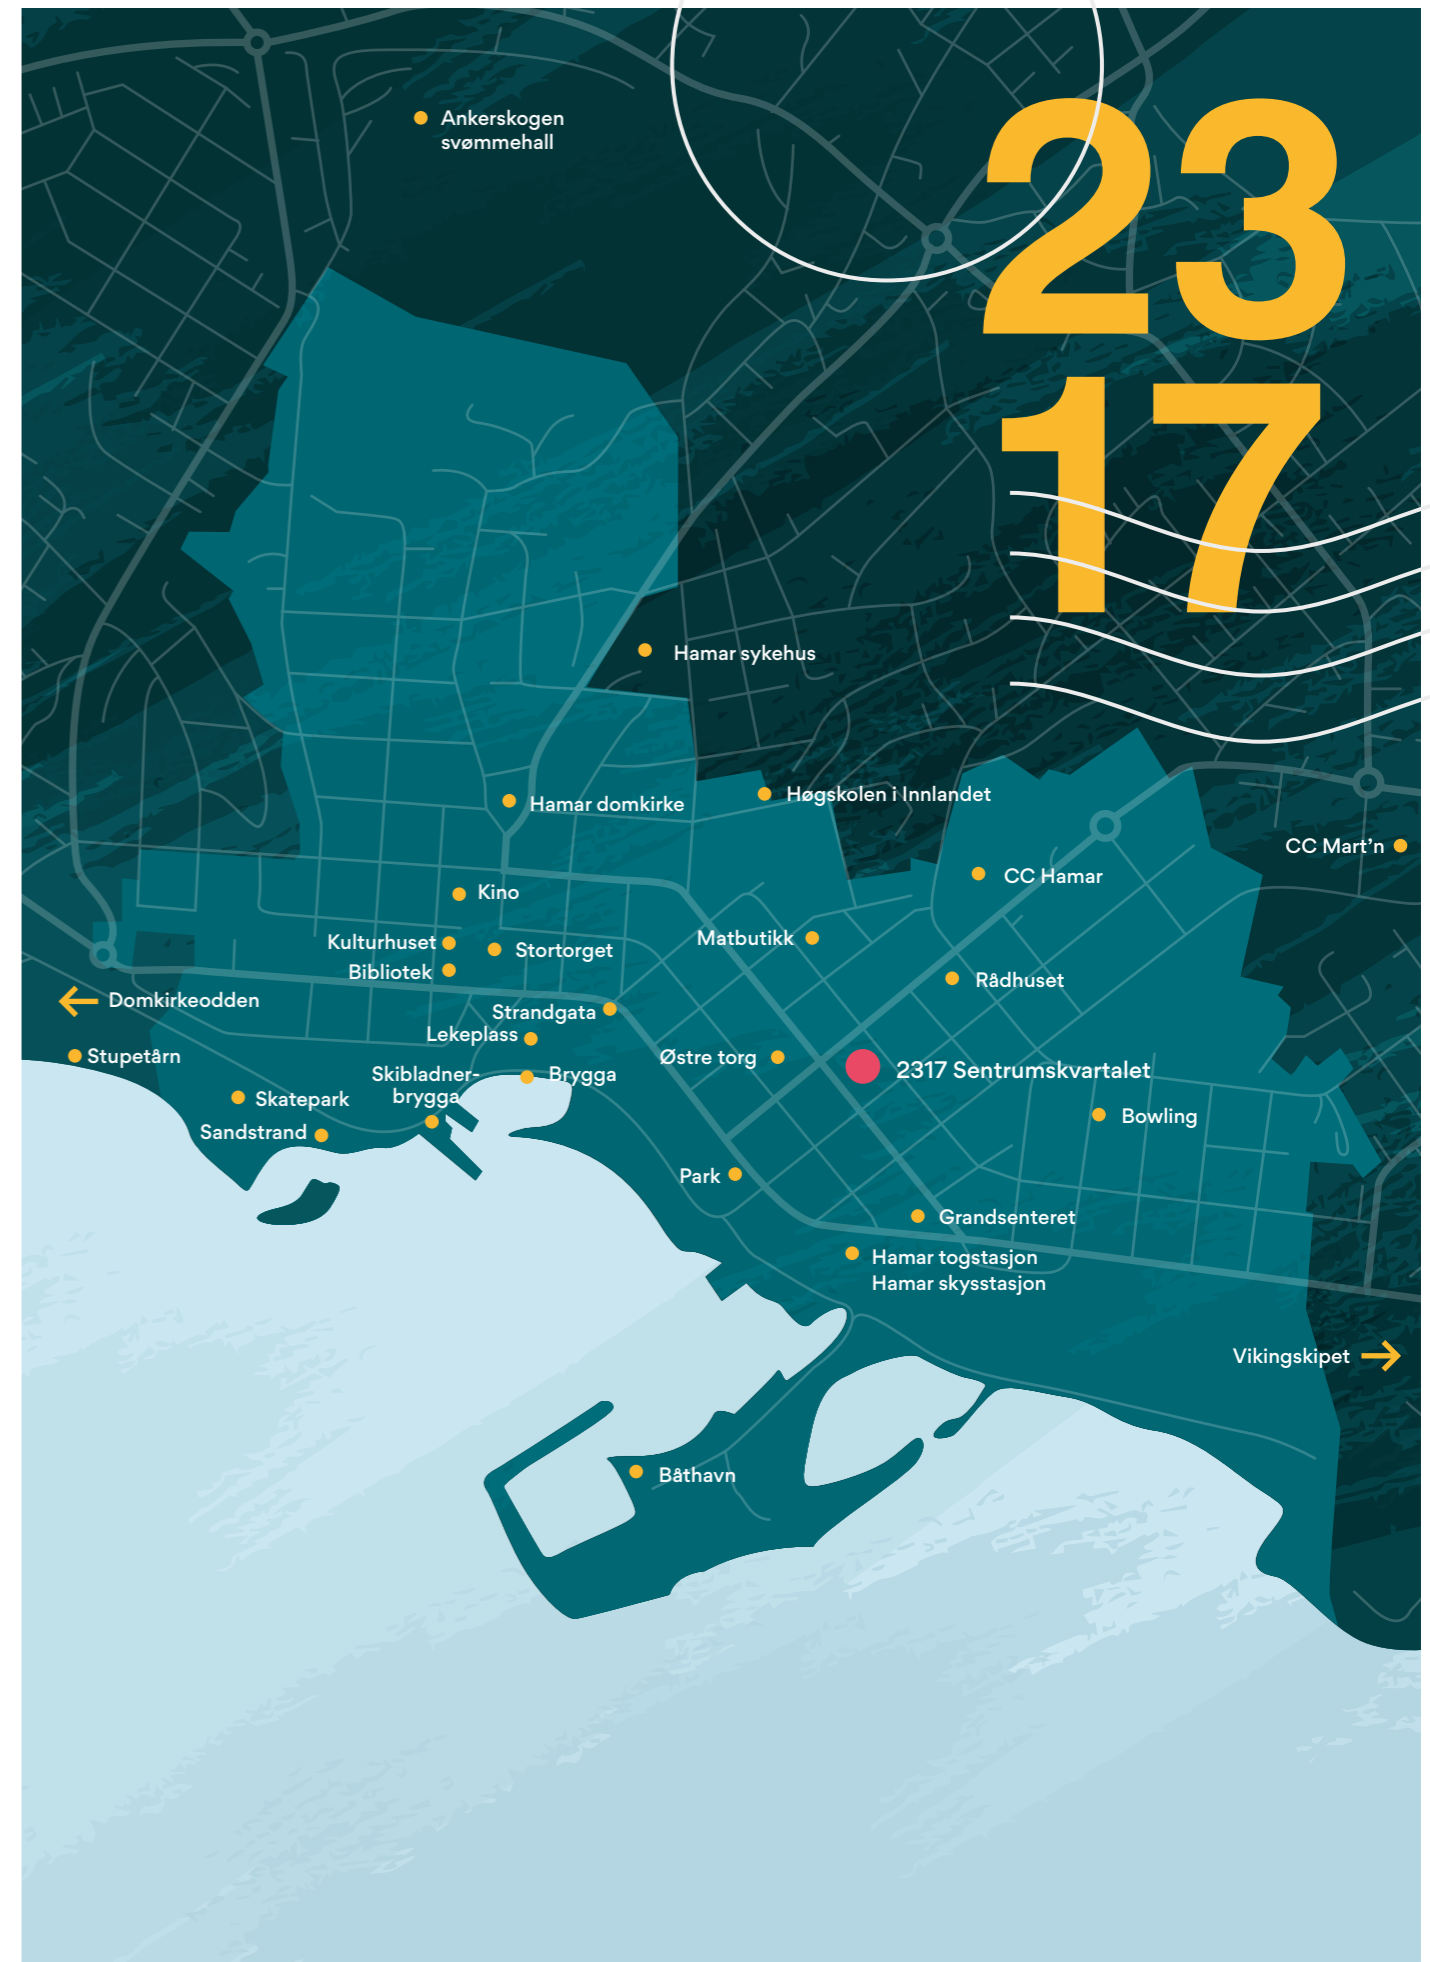 Ankerskogen
svømmehall
23
17
Hamar sykehus
Hamar domkirke
Høgskolen i Innlandet
CC Mart'n
CC Hamar
Kino
Matbutikk
Kulturhuset
Stortorget
Bibliotek
Rådhuset
Domkirkeodden
Strandgata
Lekeplass
Stupetårn
Østre torg
2317 Sentrumskvartalet
Skibladner-
brygga
Brygga
Skatepark
Bowling
Sandstrand
Park
Grandsenteret
Hamar togstasjon
Hamar skysstasjon
Vikingskipet
Båthavn